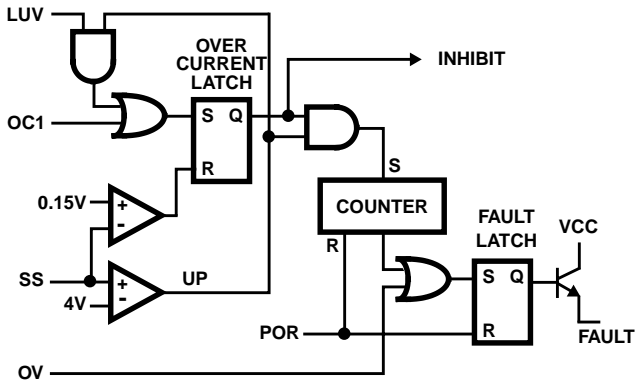 LUV
OVER
CURRENT
LATCH
INHIBIT
OC1
S Q
R
0.15V
+
-
S
COUNTER
R
FAULT
LATCH
VCC
SS
+
-
4V
UP
S Q
R
POR
FAULT
OV